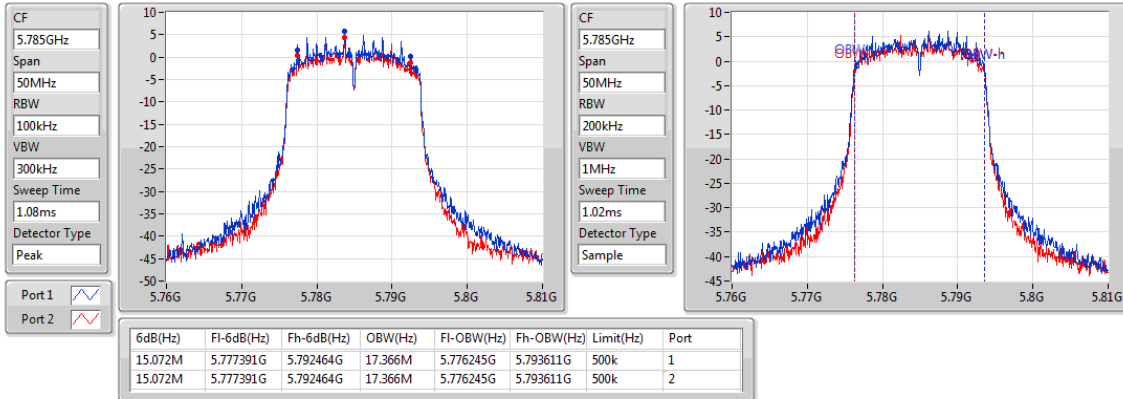 CF
5.785GHz
Span
50MHz
RBW
100kHz
VBW
300kHz
Sweep Time
1.08ms
Detector Type
Peak
Port 1
Port 2
10
5
0
-5
-10
-15
-20
-25
-30
-35
-40
-45
-50
5.76G 5.77G 5.78G 5.79G 5.8G 5.81G
CF
5.785GHz
Span
50MHz
RBW
200kHz
VBW
1MHz
Sweep Time
1.02ms
Detector Type
Sample
10
5
0
-5
-10
-15
-20
-25
-30
-35
-40
-45
OBW
OBW-h
5.76G 5.77G 5.78G 5.79G 5.8G 5.81G
6dB(Hz) Fl-6dB(Hz) Fh-6dB(Hz) OBW(Hz) Fl-OBW(Hz) Fh-OBW(Hz) Limit(Hz) Port
15.072M 5.777391G 5.792464G 17.366M 5.776245G 5.793611G 500k 1
15.072M 5.777391G 5.792464G 17.366M 5.776245G 5.793611G 500k 2